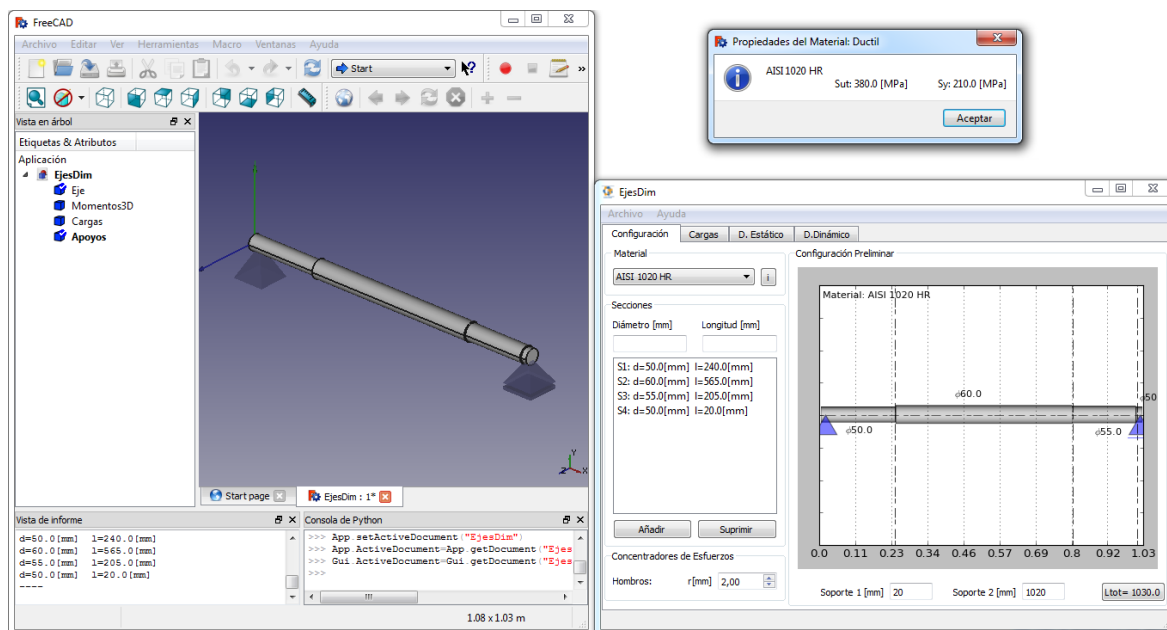 FreeCAD
Archivo Editar Ver Herramientas Macro Ventanas Ayuda
Start
Vista en árbol
Etiquetas & Atributos
Aplicación
EjesDim
Eje
Momentos3D
Cargas
Apoyos
Y
Z X
Start page
EjesDim : 1*
Vista de informe
d=50.0[mm] l=240.0[mm]
d=60.0[mm] l=565.0[mm]
d=55.0[mm] l=205.0[mm]
d=50.0[mm] l=20.0[mm]
----
Consola de Python
>>> App.setActiveDocument("EjesDim")
>>> App.ActiveDocument=App.getDocument("Ejes
>>> Gui.ActiveDocument=Gui.getDocument("Ejes
>>>
1.08 x 1.03 m
Propiedades del Material: Ductil
AISI 1020 HR
Sut: 380.0 [MPa] Sy: 210.0 [MPa]
Aceptar
EjesDim
Archivo Ayuda
Configuración Cargas D. Estático D.Dinámico
Material
AISI 1020 HR
i
Secciones
Diámetro [mm] Longitud [mm]
S1: d=50.0[mm] l=240.0[mm]
S2: d=60.0[mm] l=565.0[mm]
S3: d=55.0[mm] l=205.0[mm]
S4: d=50.0[mm] l=20.0[mm]
Añadir Suprimir
Concentradores de Esfuerzos
Hombros: r[mm] 2,00
Configuración Preliminar
Material: AISI 1020 HR
ϕ60.0
ϕ50
ϕ50.0
ϕ55.0
0.0 0.11 0.23 0.34 0.46 0.57 0.69 0.8 0.92 1.03
Soporte 1 [mm] 20 Soporte 2 [mm] 1020 Ltot= 1030.0